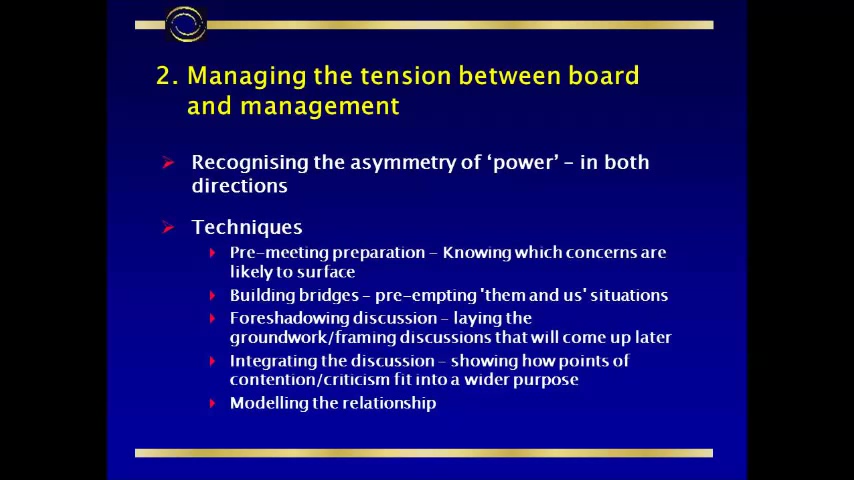 2. Managing the tension between board
and management
Recognising the asymmetry of ‘power’ – in both
directions
Techniques
Pre-meeting preparation – Knowing which concerns are
likely to surface
Building bridges – pre-empting 'them and us' situations
Foreshadowing discussion – laying the
groundwork/framing discussions that will come up later
Integrating the discussion – showing how points of
contention/criticism fit into a wider purpose
Modelling the relationship